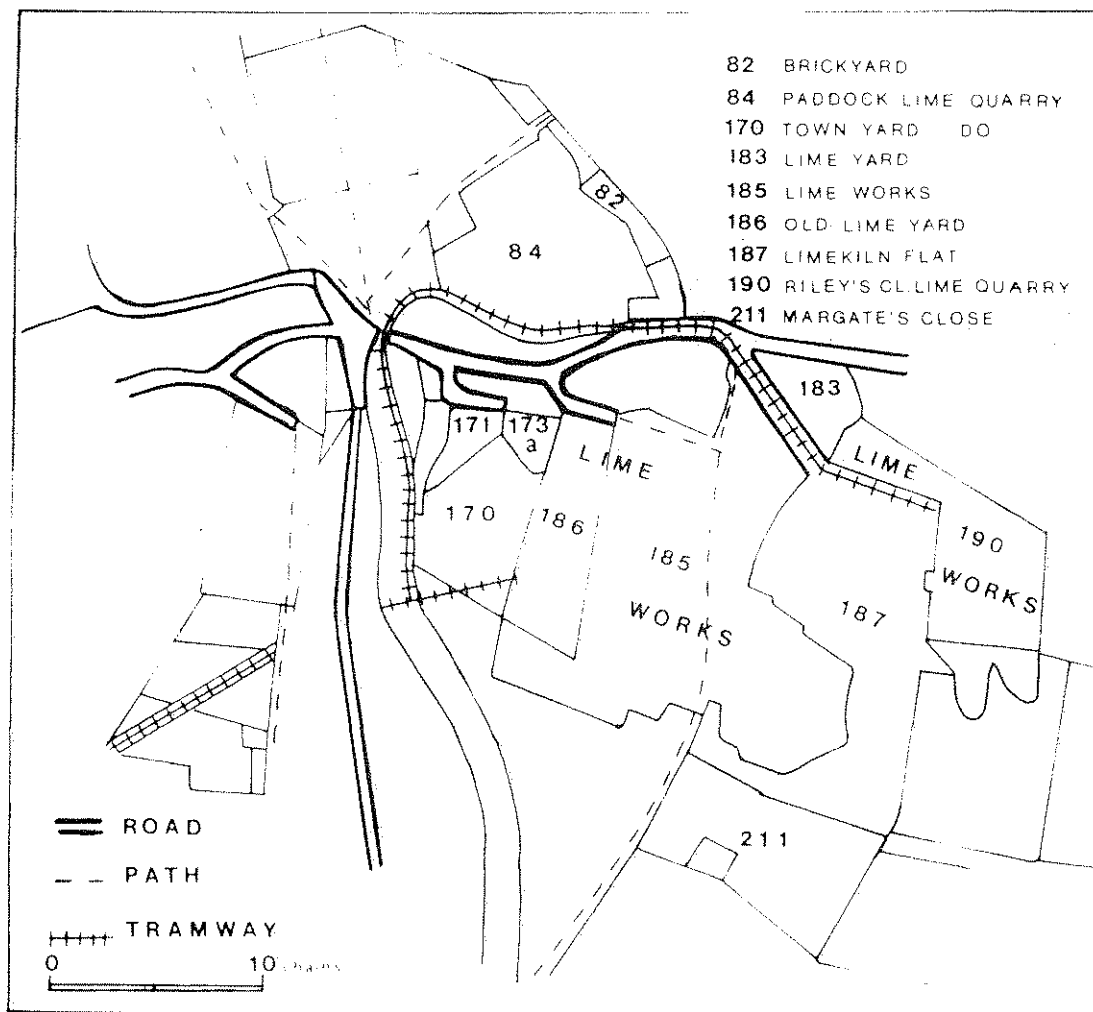 82 BRICKYARD
84 PADDOCK LIME QUARRY
170 TOWN YARD DO
183 LIME YARD
185 LIME WORKS
186 OLD LIME YARD
187 LIMEKILN FLAT
190 RILEY'S CL. LIME QUARRY
211 MARGATE'S CLOSE
82
84
183
171
173
a
LIME
LIME
170
186
185
190
WORKS
WORKS
187
211
ROAD
PATH
TRAMWAY
0 10 chains